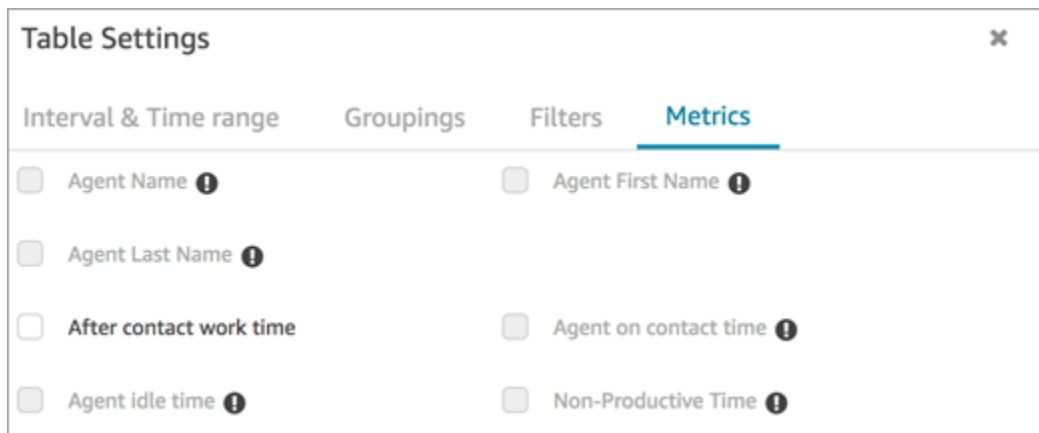 Table Settings
Interval & Time range Groupings Filters Metrics
Agent Name Agent First Name
Agent Last Name
After contact work time Agent on contact time
Agent idle time Non-Productive Time